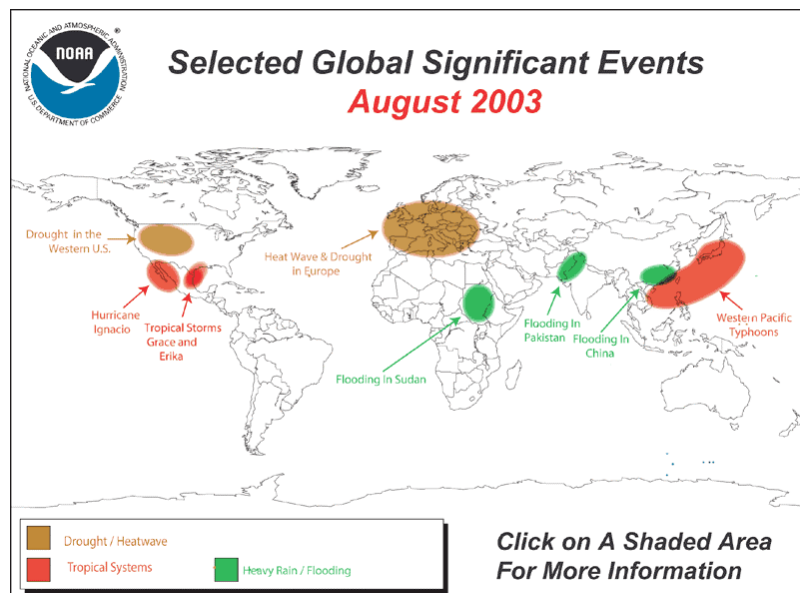 NATIONAL OCEANIC AND ATMOSPHERIC ADMINISTRATION
U.S. DEPARTMENT OF COMMERCE
NOAA
®
Selected Global Significant Events
August 2003
Drought in the
Western U.S.
Heat Wave & Drought
in Europe
Hurricane
Ignacio
Tropical Storms
Grace and
Erika
Flooding In Sudan
Flooding In
Pakistan
Flooding In
China
Western Pacific
Typhoons
Drought / Heatwave
Tropical Systems
Heavy Rain / Flooding
Click on A Shaded Area
For More Information